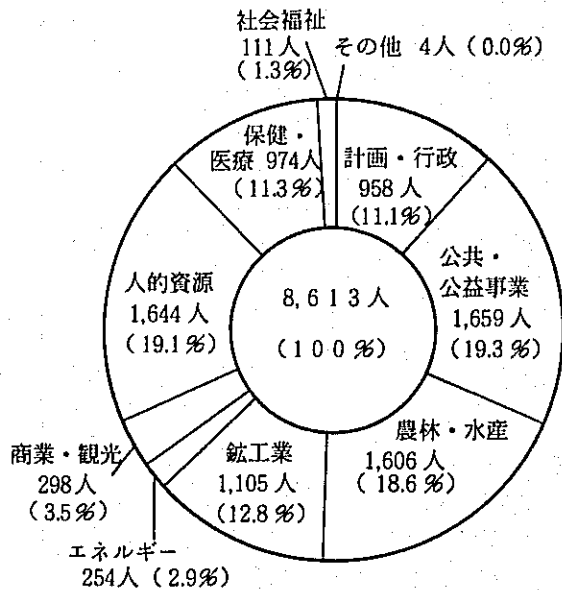 社会福祉
111人
(1.3%)
その他 4人(0.0%)
計画・行政
958人
(11.1%)
公共・
公益事業
1,659人
(19.3%)
農林・水産
1,606人
(18.6%)
鉱工業
1,105人
(12.8%)
エネルギー
254人(2.9%)
商業・観光
298人
(3.5%)
人的資源
1,644人
(19.1%)
保健・
医療 974人
(11.3%)
8,613人
(100%)